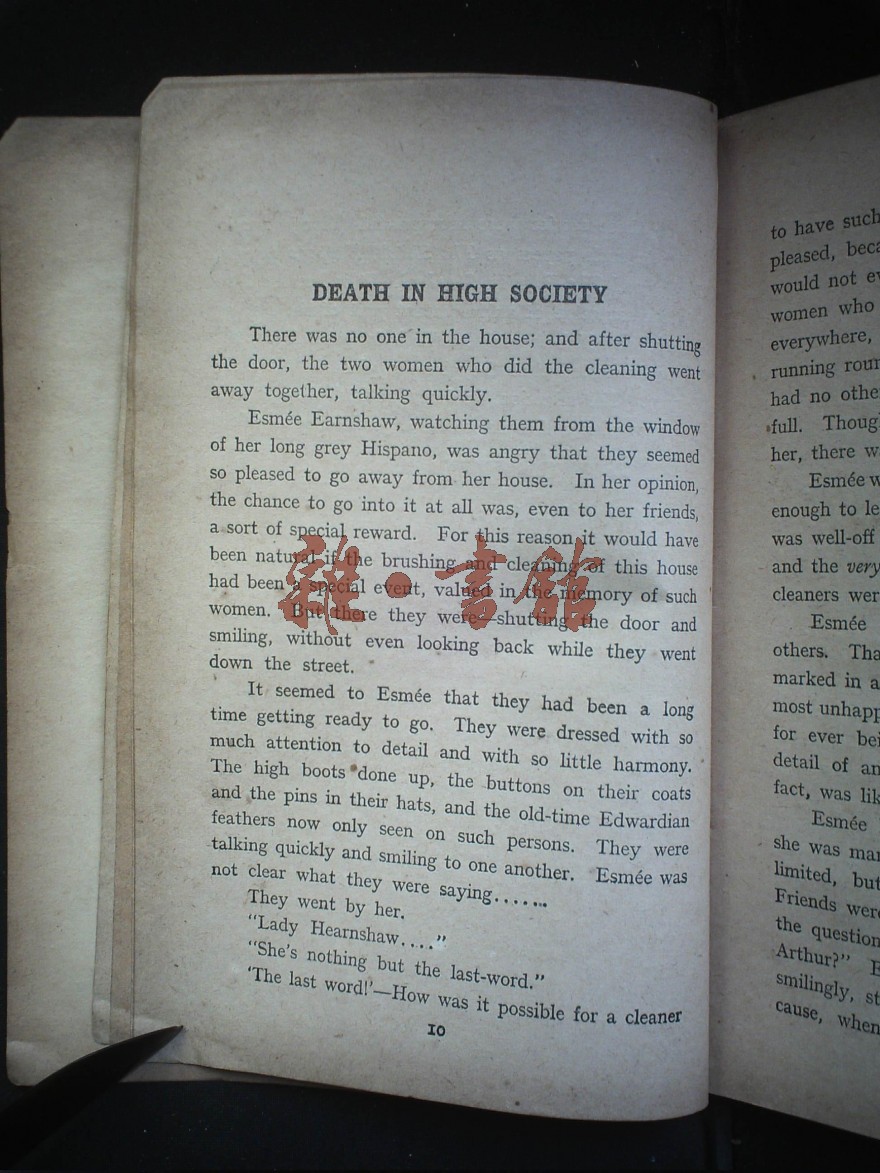 DEATH IN HIGH SOCIETY
There was no one in the house; and after shutting
the door, the two women who did the cleaning went
away together, talking quickly.
Esmée Earnshaw, watching them from the window
of her long grey Hispano, was angry that they seemed
so pleased to go away from her house. In her opinion,
the chance to go into it at all was, even to her friends,
a sort of special reward. For this reason it would have
been natural if the brushing and cleaning of this house
had been a special event, valued in the memory of such
women. But there they were—shutting the door and
smiling, without even looking back while they went
down the street.
It seemed to Esmée that they had been a long
time getting ready to go. They were dressed with so
much attention to detail and with so little harmony.
The high boots done up, the buttons on their coats
and the pins in their hats, and the old-time Edwardian
feathers now only seen on such persons. They were
talking quickly and smiling to one another. Esmée was
not clear what they were saying.......
They went by her.
"Lady Hearnshaw...."
"She's nothing but the last-word."
'The last word!'—How was it possible for a cleaner
10
雜·書館
to have such
pleased,
would not
women who
everywhere,
running
had no
full.
her, there
Esmée
enough to
was well-off
and the very
cleaners
Esmée
others.
marked in
most
for ever
detail of
fact, was
Esmée
she was
limited, but
Friends
the question
Arthur?"
smilingly,
cause, when